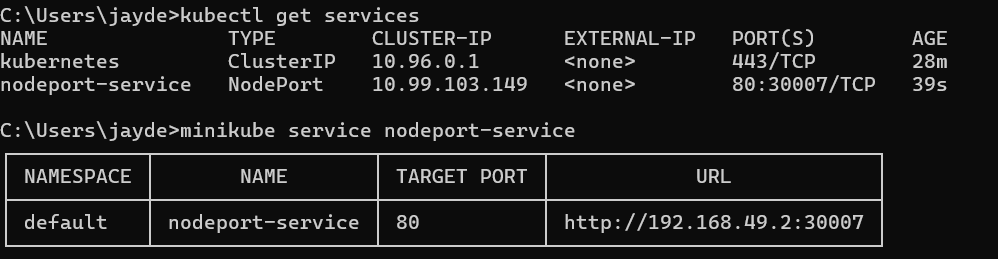 C:\Users\jayde>kubectl get services
NAME TYPE CLUSTER-IP EXTERNAL-IP PORT(S) AGE
kubernetes ClusterIP 10.96.0.1 <none> 443/TCP 28m
nodeport-service NodePort 10.99.103.149 <none> 80:30007/TCP 39s
C:\Users\jayde>minikube service nodeport-service
NAMESPACE NAME TARGET PORT URL
default nodeport-service 80 http://192.168.49.2:30007